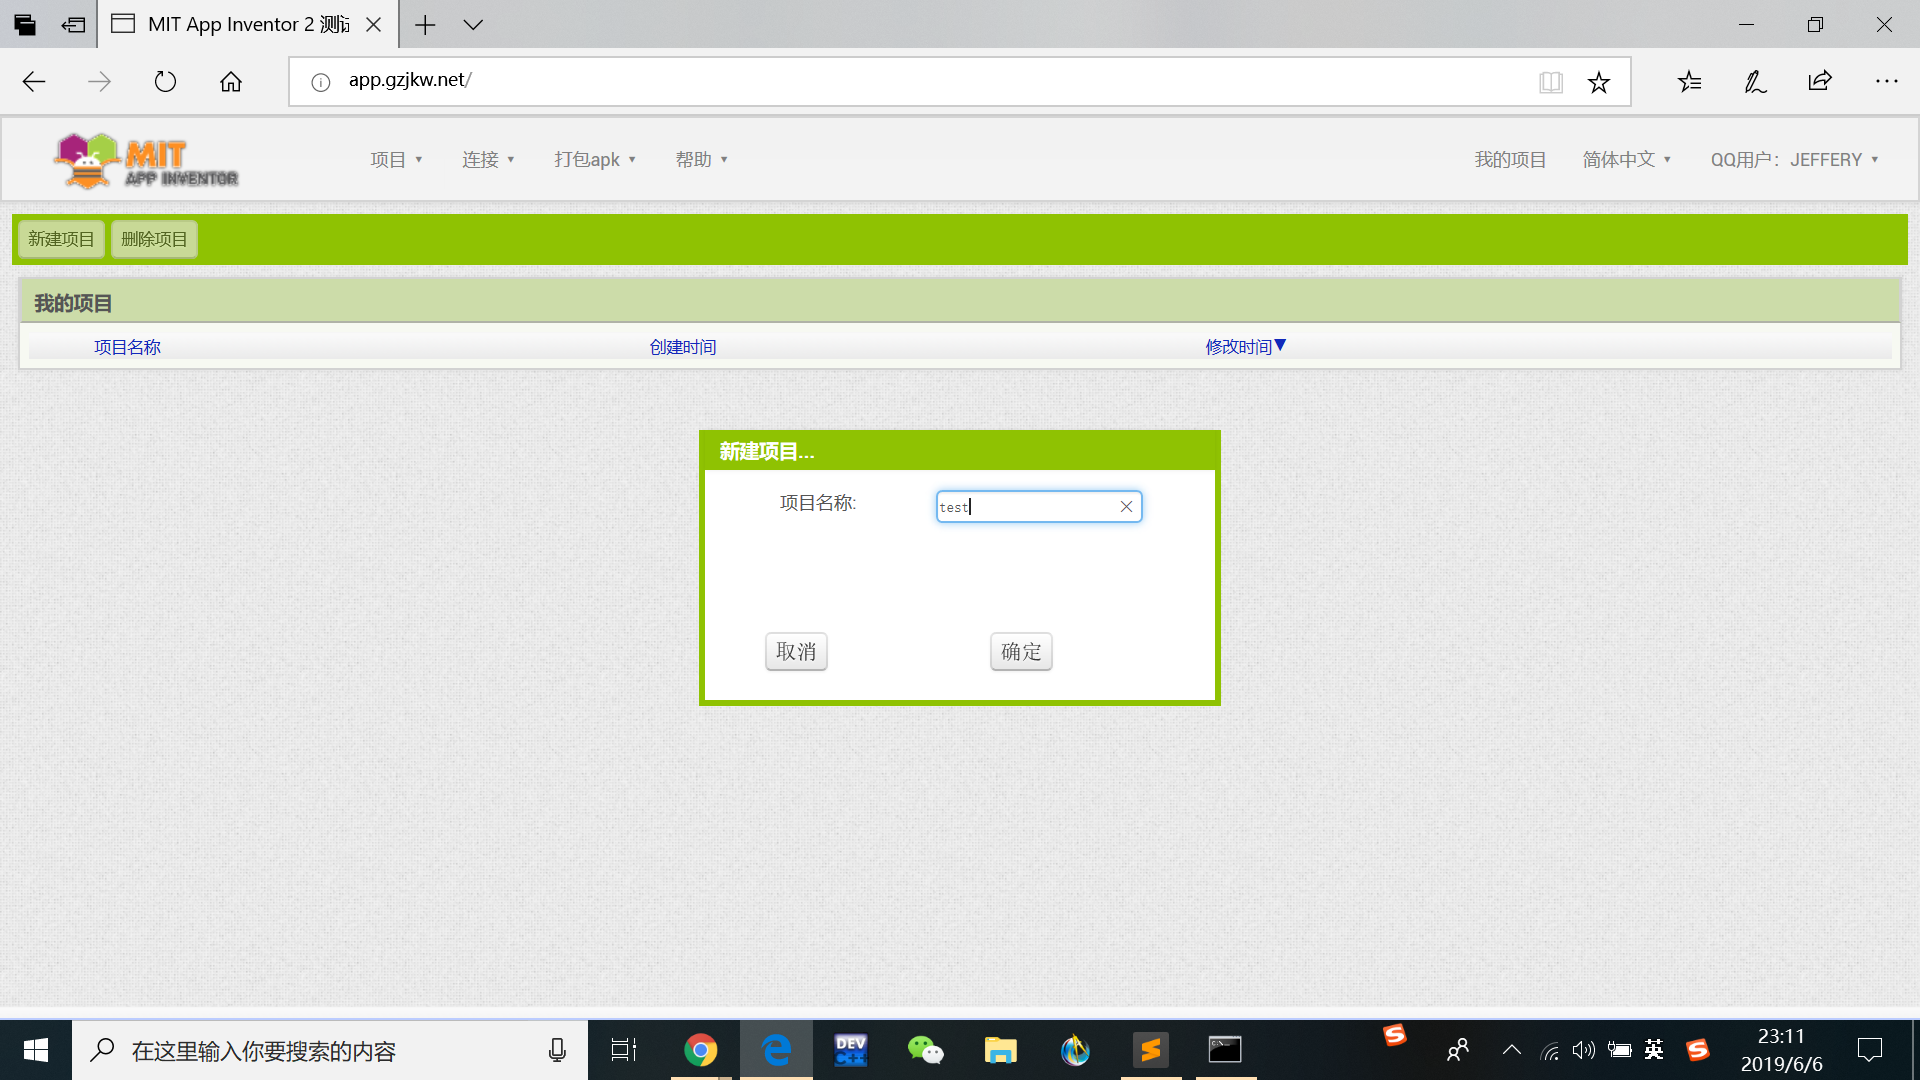 MIT App Inventor 2 测试
app.gzjkw.net/
MIT
APP INVENTOR
项目 连接 打包apk 帮助 我的项目 简体中文 QQ用户：JEFFERY
新建项目 删除项目
我的项目
项目名称 创建时间 修改时间
新建项目...
项目名称:
test
取消 确定
在这里输入你要搜索的内容
DEV
C++
英
23:11
2019/6/6